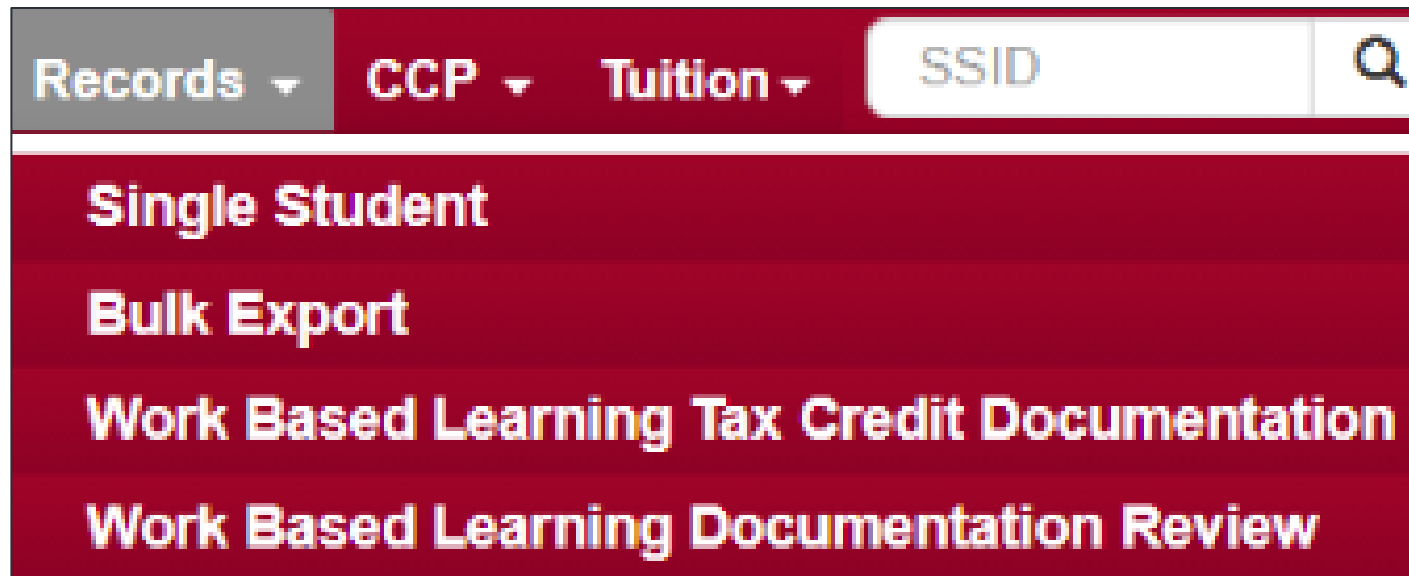 Records CCP Tuition SSID
Single Student
Bulk Export
Work Based Learning Tax Credit Documentation
Work Based Learning Documentation Review